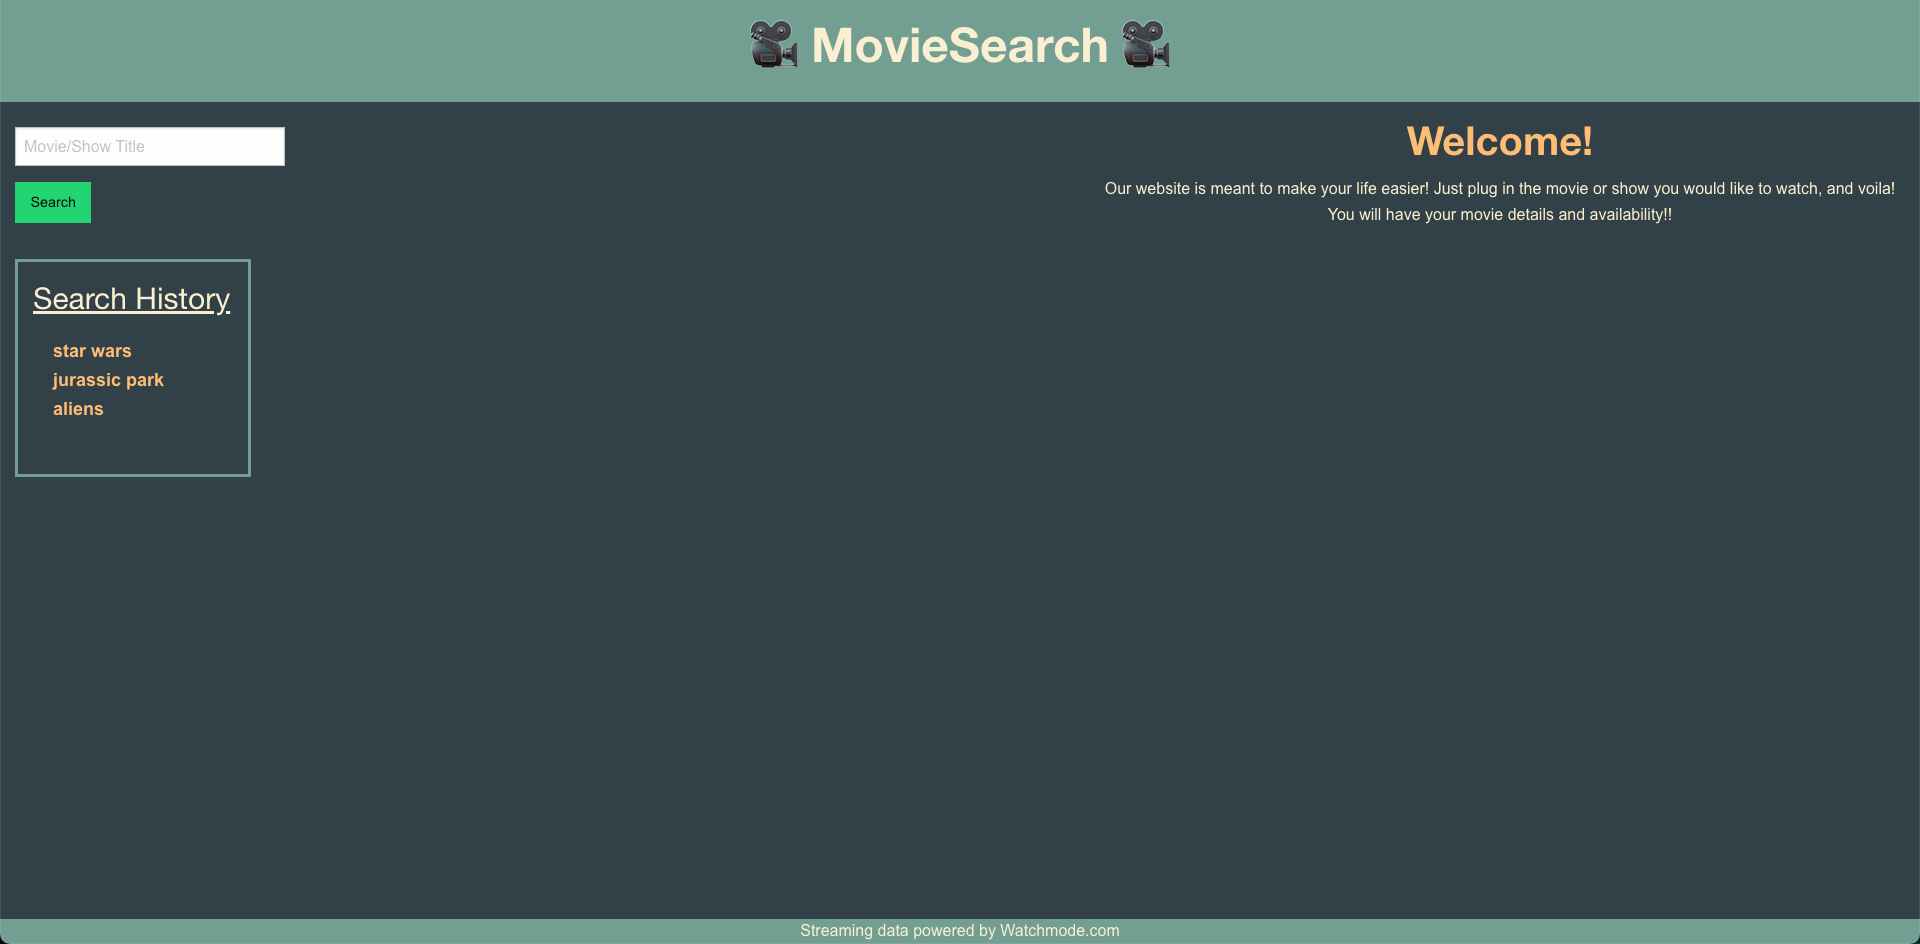 MovieSearch
Movie/Show Title
Search
Search History
star wars
jurassic park
aliens
Welcome!
Our website is meant to make your life easier! Just plug in the movie or show you would like to watch, and voila!
You will have your movie details and availability!!
Streaming data powered by Watchmode.com